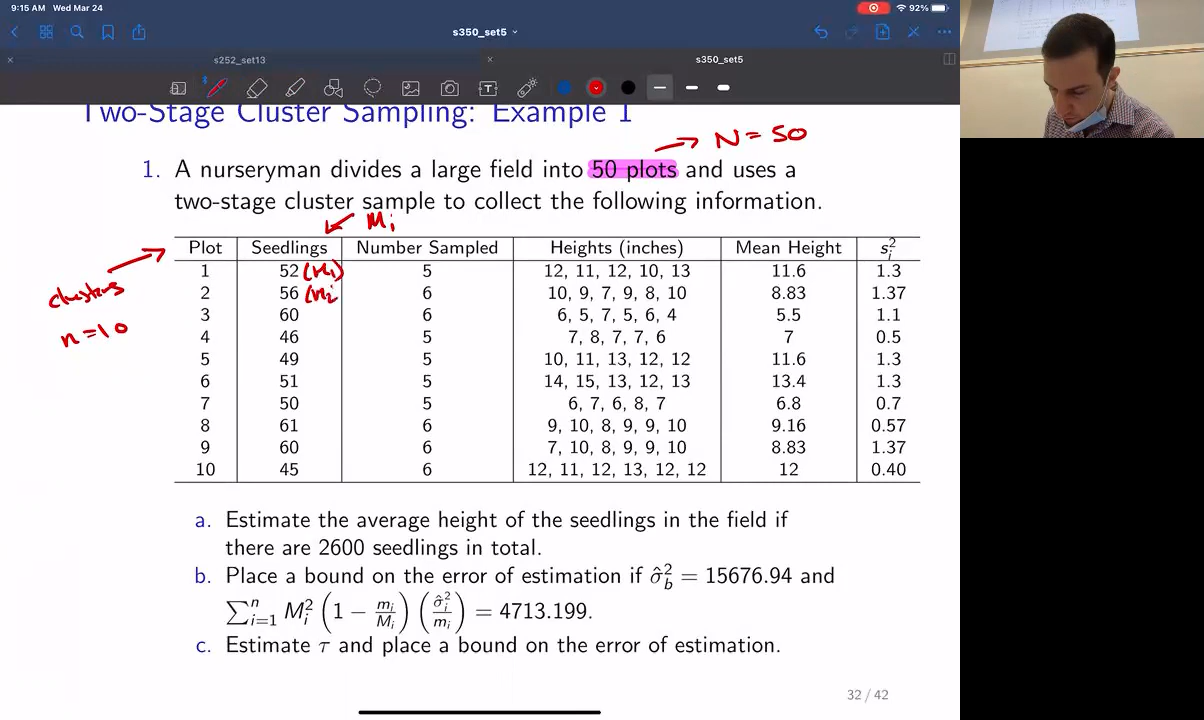 9:15 AM Wed Mar 24
92%
s350_set5
s252_set13
s350_set5
Two-Stage Cluster Sampling: Example 1
N = 50
1. A nurseryman divides a large field into 50 plots and uses a
two-stage cluster sample to collect the following information.
Mi
Plot Seedlings Number Sampled Heights (inches) Mean Height s_i^2
1 52 (M1) 5 12, 11, 12, 10, 13 11.6 1.3
2 56 6 10, 9, 7, 9, 8, 10 8.83 1.37
3 60 6 6, 5, 7, 5, 6, 4 5.5 1.1
4 46 5 7, 8, 7, 7, 6 7 0.5
5 49 5 10, 11, 13, 12, 12 11.6 1.3
6 51 5 14, 15, 13, 12, 13 13.4 1.3
7 50 5 6, 7, 6, 8, 7 6.8 0.7
8 61 6 9, 10, 8, 9, 9, 10 9.16 0.57
9 60 6 7, 10, 8, 9, 9, 10 8.83 1.37
10 45 6 12, 11, 12, 13, 12, 12 12 0.40
clusters
n = 10
a. Estimate the average height of the seedlings in the field if
there are 2600 seedlings in total.
b. Place a bound on the error of estimation if σ̂_b^2 = 15676.94 and
∑_{i=1}^n M_i^2 (1 − m_i/M_i) (σ̂_i^2/m_i) = 4713.199.
c. Estimate τ and place a bound on the error of estimation.
32 / 42